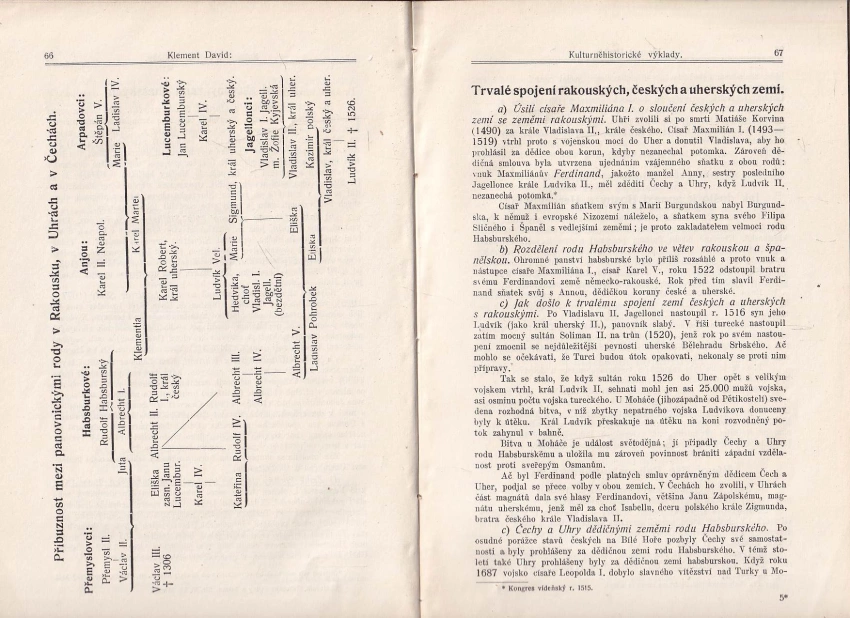 66
Klement David:
Příbuznost mezi panovnickými rody v Rakousku, v Uhrách a v Čechách.
Přemyslovci:
Přemysl II.
Václav II.
Juta
Václav III.
† 1306
Eliška
zasn. Janu
Lucembur.
Karel IV.
Kateřina
Habsburkové:
Rudolf Habsburský
Albrecht I.
Klementia
Albrecht II.
Rudolf
I., král
český
Rudolf IV.
Albrecht III.
Albrecht IV.
Albrecht V.
Ladislav Pohrobek
Anjou:
Karel II. Neapol.
Karel Martel
Karel Robert,
král uherský.
Ludvík Vel.
Hedvika,
choť
Vladisl. I.
Jagell.
(bezdětní)
Marie
Eliška
Eliška
Arpadovci:
Štěpán V.
Marie
Ladislav IV.
Lucemburkové:
Jan Lucemburský
Karel IV.
Sigmund, král uherský a český.
Jagellonci:
Vladislav I. Jagell.
m. Žofie Kyjevská
Vladislav II., král uher.
Kazimír polský
Vladislav, král český a uher.
Ludvík II. † 1526.
Kulturněhistorické výklady.
67
Trvalé spojení rakouských, českých a uherských zemí.
a) Úsilí císaře Maxmiliána I. o sloučení českých a uherských
zemí se zeměmi rakouskými. Uhři zvolili si po smrti Matiáše Korvina
(1490) za krále Vladislava II., krále českého. Císař Maxmilián I. (1493—
1519) vtrhl proto s vojenskou mocí do Uher a donutil Vladislava, aby ho
prohlásil za dědice obou korun, kdyby nezanechal potomka. Zároveň dě-
dičná smlouva byla utvrzena ujednáním vzájemného sňatku z obou rodů:
vnuk Maxmiliánův Ferdinand, jakožto manžel Anny, sestry posledního
Jagellonce krále Ludvíka II., měl zděditi Čechy a Uhry, když Ludvík II.
nezanechá potomka.*
Císař Maxmilián sňatkem svým s Marií Burgundskou nabyl Burgund-
ska, k němuž i evropské Nizozemí náleželo, a sňatkem syna svého Filipa
Sličného i Španěl s vedlejšími zeměmi; je proto zakladatelem velmoci rodu
Habsburského.
b) Rozdělení rodu Habsburského ve větev rakouskou a špa-
nělskou. Ohromné panství habsburské bylo příliš rozsáhlé a proto vnuk a
nástupce císaře Maxmiliána I., císař Karel V., roku 1522 odstoupil bratru
svému Ferdinandovi země německo-rakouské. Rok před tím slavil Ferdi-
nand sňatek svůj s Annou, dědičkou koruny české a uherské.
c) Jak došlo k trvalému spojení zemí českých a uherských
s rakouskými. Po Vladislavu II. Jagell. nastoupil r. 1516 syn jeho
Ludvík (jako král uherský II.), panovník slabý. V říši turecké nastoupil
zatím mocný sultán Soliman II. na trůn (1520), jenž rok po svém nastou-
pení zmocnil se nejdůležitější pevnosti uherské Bělehradu Srbského. Ač
mohlo se očekávati, že Turci budou útok opakovati, nekonaly se proti nim
přípravy.
Tak se stalo, že když sultán roku 1526 do Uher opět s velikým
vojskem vtrhl, král Ludvík II. sehnati mohl jen asi 25.000 mužů vojska,
asi osminu počtu vojska tureckého. U Moháče (jihozápadně od Pětikostelí) sve-
dena rozhodná bitva, v níž zbytky nepatrného vojska Ludvíkova donuceny
byly k útěku. Král Ludvík přeskakuje na útěku na koni rozvodněný po-
tok zahynul v bahně.
Bitva u Moháče je událost světodějná; jí připadly Čechy a Uhry
rodu Habsburskému a uložila mu zároveň povinnost brániti západní vzděla-
nost proti sveřepým Osmanům.
Ač byl Ferdinand podle platných smluv oprávněným dědicem Čech a
Uher, podjal se přece volby v obou zemích. V Čechách ho zvolili, v Uhrách
část magnátů dala své hlasy Ferdinandovi, většina Janu Zápolskému, mag-
nátu uherskému, jenž měl za choť Isabellu, dceru polského krále Zigmunda,
bratra českého krále Vladislava II.
c) Čechy a Uhry dědičnými zeměmi rodu Habsburského. Po
osudné porážce stavů českých na Bílé Hoře pozbyly Čechy své samostat-
nosti a byly prohlášeny za dědičnou zemi rodu Habsburského. V témž sto-
letí také Uhry prohlášeny byly za dědičnou zemi habsburskou. Když roku
1687 vojsko císaře Leopolda I. dobylo slavného vítězství nad Turky u Mo-
* Kongres vídeňský r. 1515.
5*